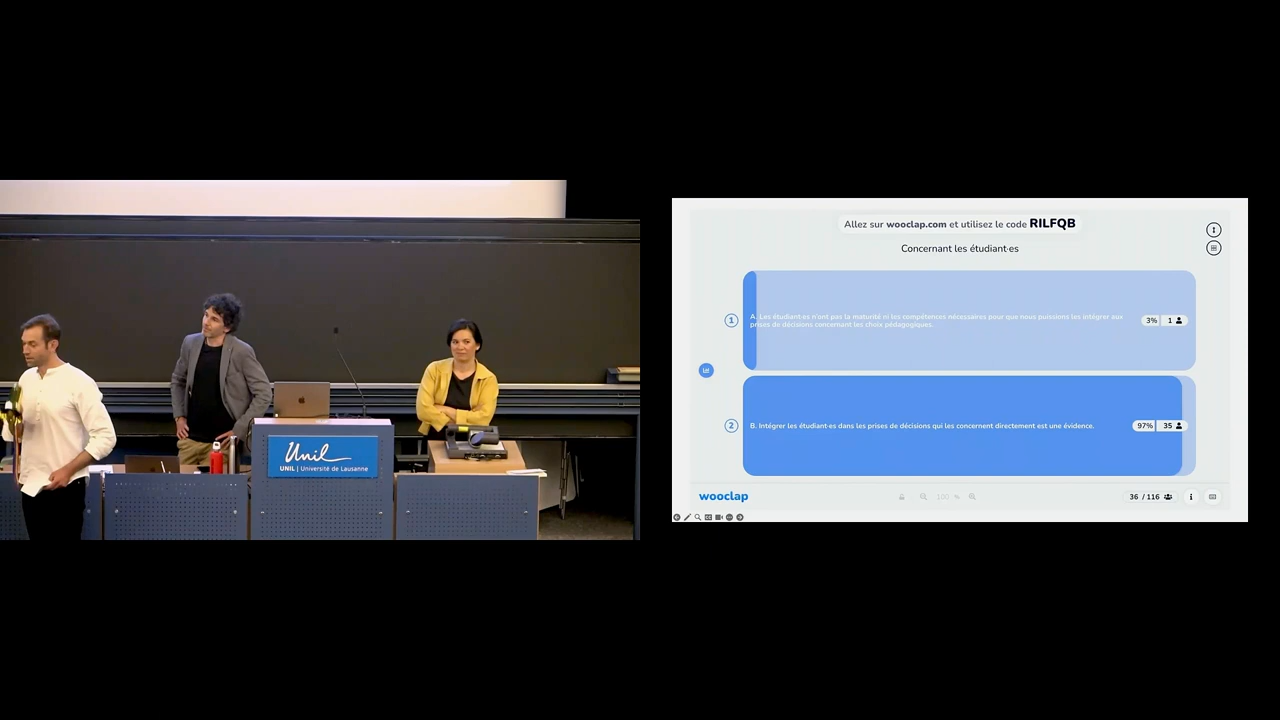 Unil
UNIL | Université de Lausanne
Allez sur wooclap.com et utilisez le code RILFQB
Concernant les étudiant·es
1
A. Les étudiant·es n'ont pas la maturité ni les compétences nécessaires pour que nous puissions les intégrer aux
prises de décisions concernant les choix pédagogiques.
3% 1
2
B. Intégrer les étudiant·es dans les prises de décisions qui les concernent directement est une évidence.
97% 35
wooclap
100 %
36 / 116